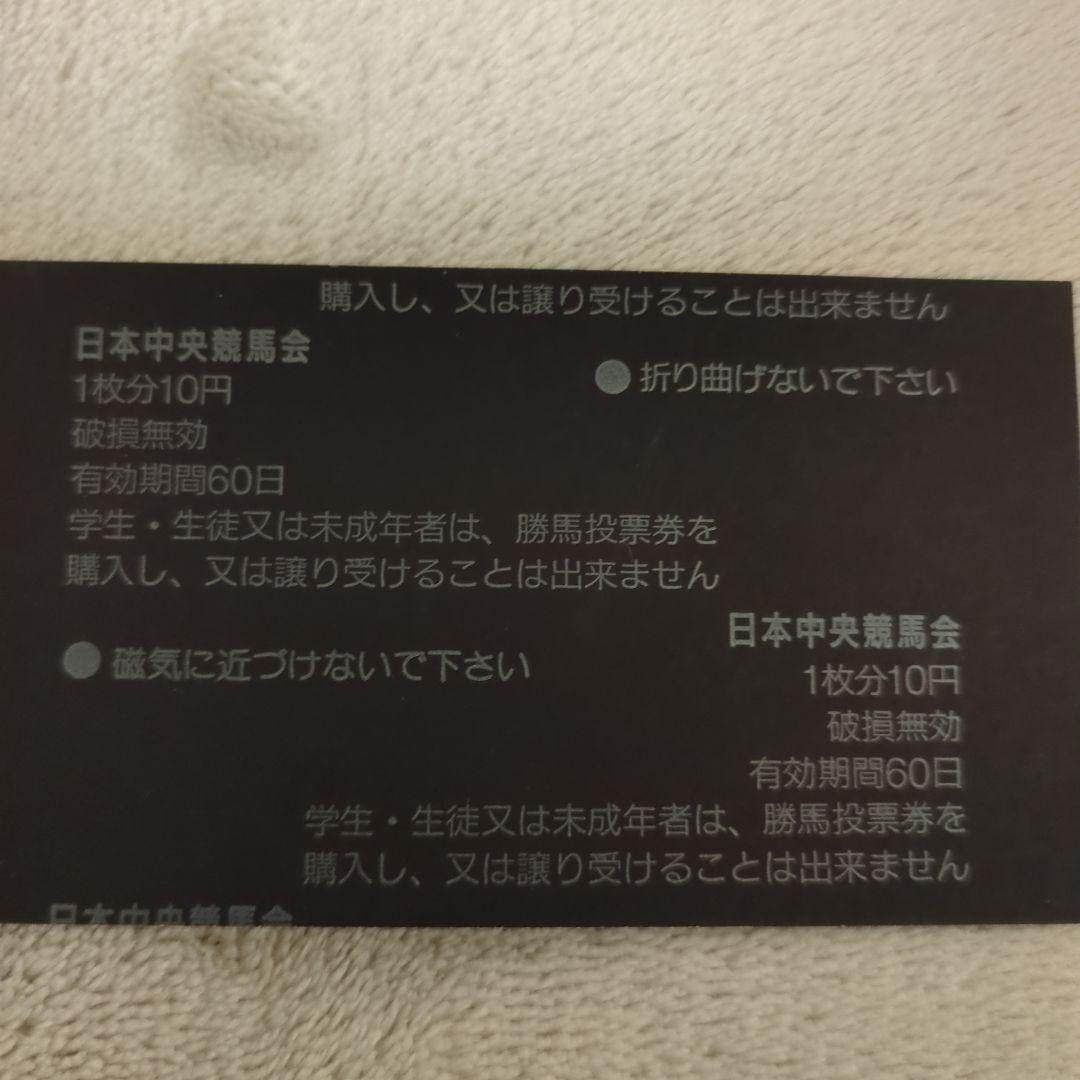 購入し、又は譲り受けることは出来ません
日本中央競馬会
1枚分10円
破損無効
有効期間60日
学生・生徒又は未成年者は、勝馬投票券を
購入し、又は譲り受けることは出来ません
●折り曲げないで下さい
●磁気に近づけないで下さい
日本中央競馬会
1枚分10円
破損無効
有効期間60日
学生・生徒又は未成年者は、勝馬投票券を
購入し、又は譲り受けることは出来ません
日本中央競馬会